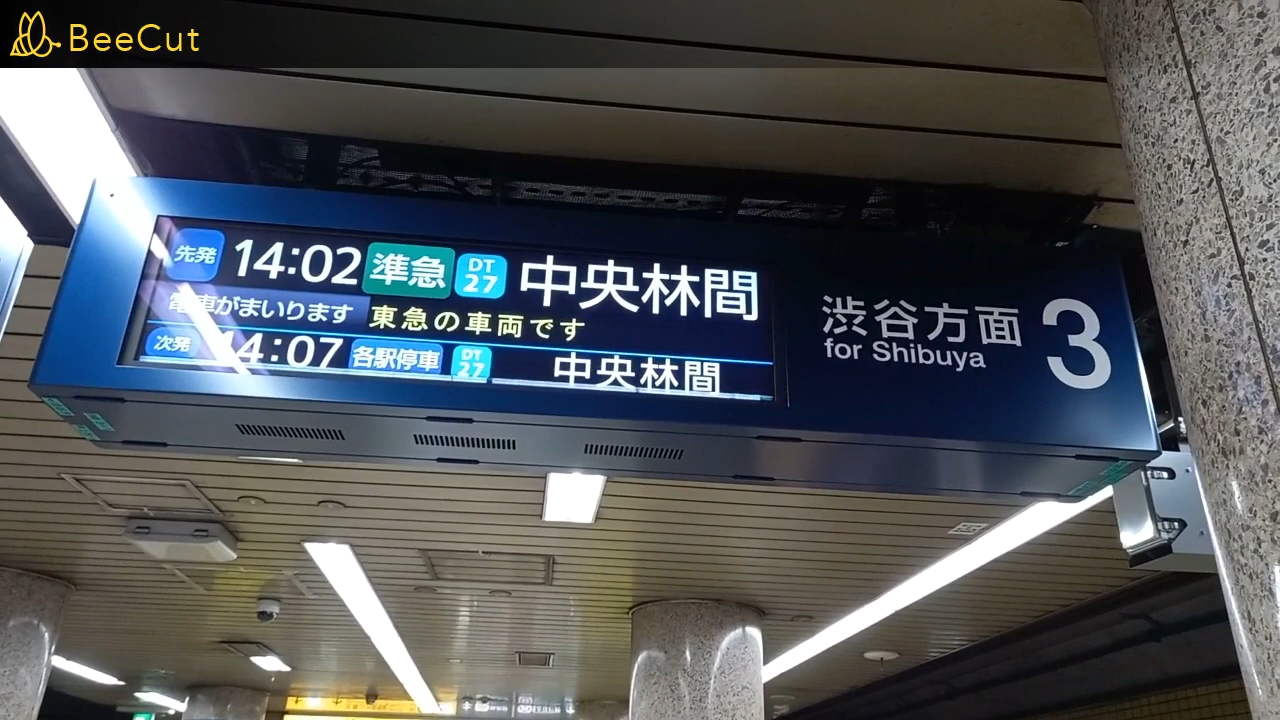 BeeCut
先発 14:02 準急 DT 27 中央林間
電車がまいります 東急の車両です
次発 14:07 各駅停車 DT 27 中央林間
渋谷方面 3
for Shibuya